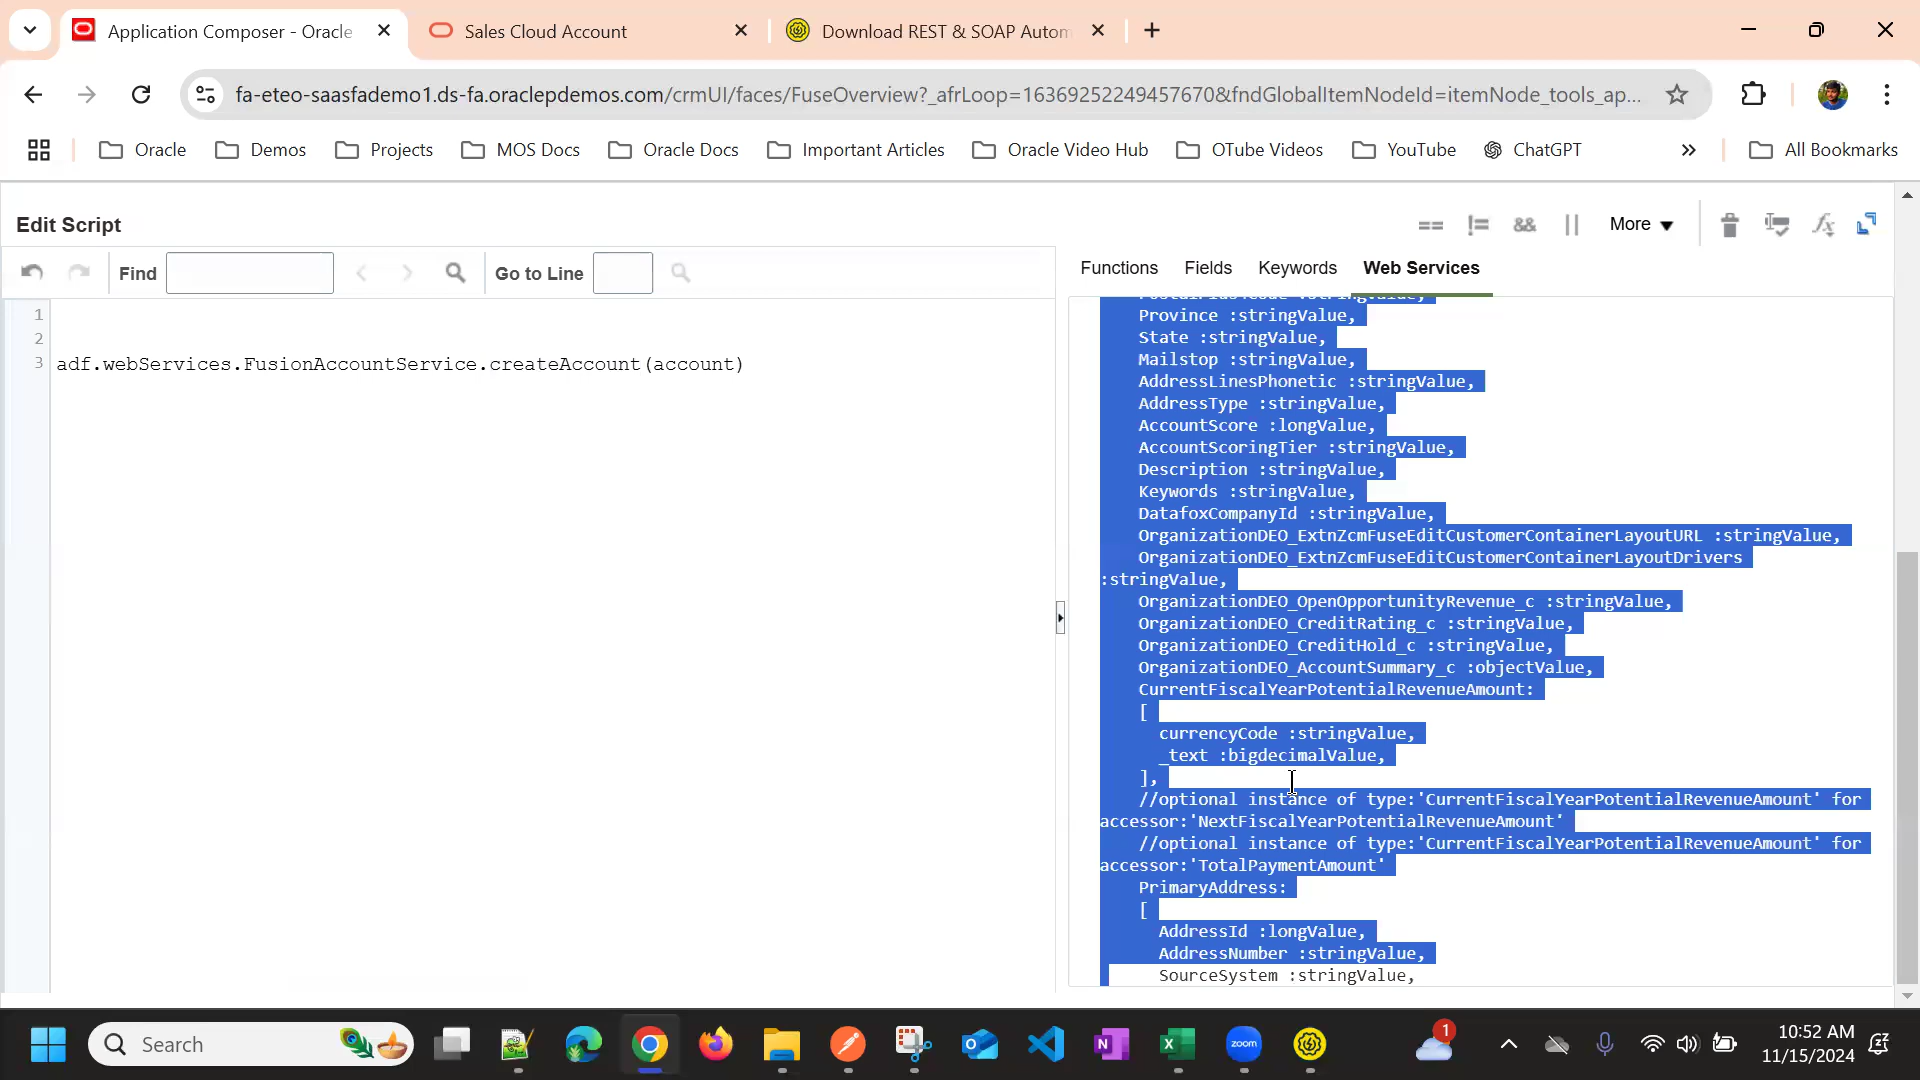 Application Composer - Oracle
Sales Cloud Account
Download REST & SOAP Autom
fa-eteo-saasfademo1.ds-fa.oraclepdemos.com/crmUI/faces/FuseOverview?_afrLoop=16369252249457670&fndGlobalItemNodeId=itemNode_tools_ap...
Oracle
Demos
Projects
MOS Docs
Oracle Docs
Important Articles
Oracle Video Hub
OTube Videos
YouTube
ChatGPT
All Bookmarks
Edit Script
== != && || More
Find
Go to Line
Functions Fields Keywords Web Services
1
2
3 adf.webServices.FusionAccountService.createAccount(account)
Province :stringValue,
State :stringValue,
Mailstop :stringValue,
AddressLinesPhonetic :stringValue,
AddressType :stringValue,
AccountScore :longValue,
AccountScoringTier :stringValue,
Description :stringValue,
Keywords :stringValue,
DatafoxCompanyId :stringValue,
OrganizationDEO_ExtnZcmFuseEditCustomerContainerLayoutURL :stringValue,
OrganizationDEO_ExtnZcmFuseEditCustomerContainerLayoutDrivers
:stringValue,
OrganizationDEO_OpenOpportunityRevenue_c :stringValue,
OrganizationDEO_CreditRating_c :stringValue,
OrganizationDEO_CreditHold_c :stringValue,
OrganizationDEO_AccountSummary_c :objectValue,
CurrentFiscalYearPotentialRevenueAmount:
[
currencyCode :stringValue,
_text :bigdecimalValue,
],
//optional instance of type:'CurrentFiscalYearPotentialRevenueAmount' for
accessor:'NextFiscalYearPotentialRevenueAmount'
//optional instance of type:'CurrentFiscalYearPotentialRevenueAmount' for
accessor:'TotalPaymentAmount'
PrimaryAddress:
[
AddressId :longValue,
AddressNumber :stringValue,
SourceSystem :stringValue,
Search
zoom
1
10:52 AM
11/15/2024